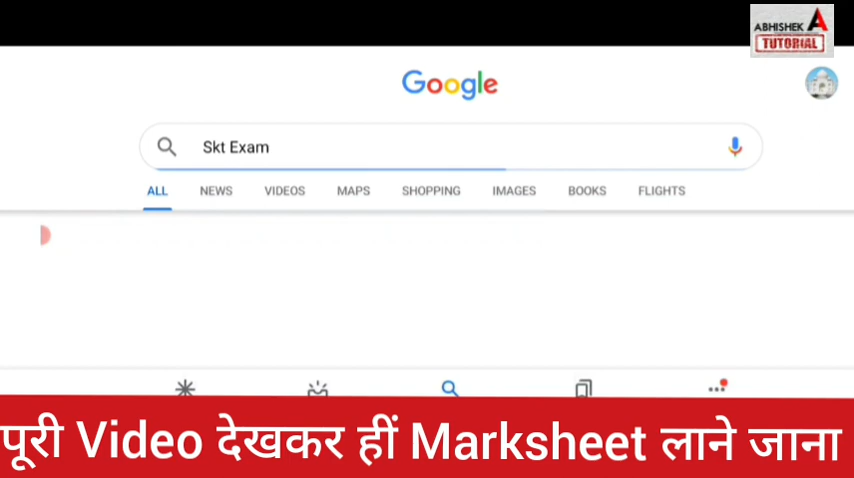 ABHISHEK A
TUTORIAL
Google
Skt Exam
ALL NEWS VIDEOS MAPS SHOPPING IMAGES BOOKS FLIGHTS
पूरी Video देखकर हीं Marksheet लाने जाना